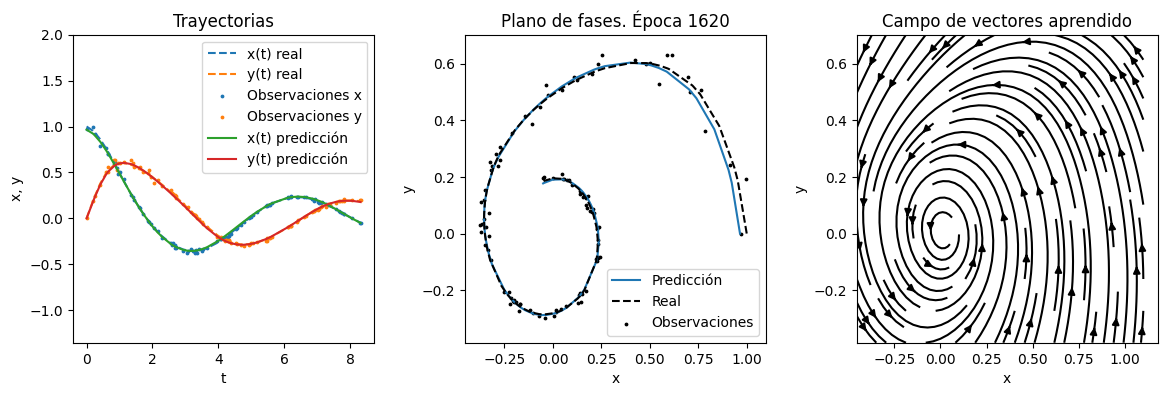 Trayectorias
2.0
1.5
1.0
0.5
0.0
−0.5
−1.0
0
2
4
6
8
t
x, y
x(t) real
y(t) real
Observaciones x
Observaciones y
x(t) predicción
y(t) predicción
Plano de fases. Época 1620
0.6
0.4
0.2
0.0
−0.2
−0.25
0.00
0.25
0.50
0.75
1.00
x
y
Predicción
Real
Observaciones
Campo de vectores aprendido
0.6
0.4
0.2
0.0
−0.2
−0.25
0.00
0.25
0.50
0.75
1.00
x
y